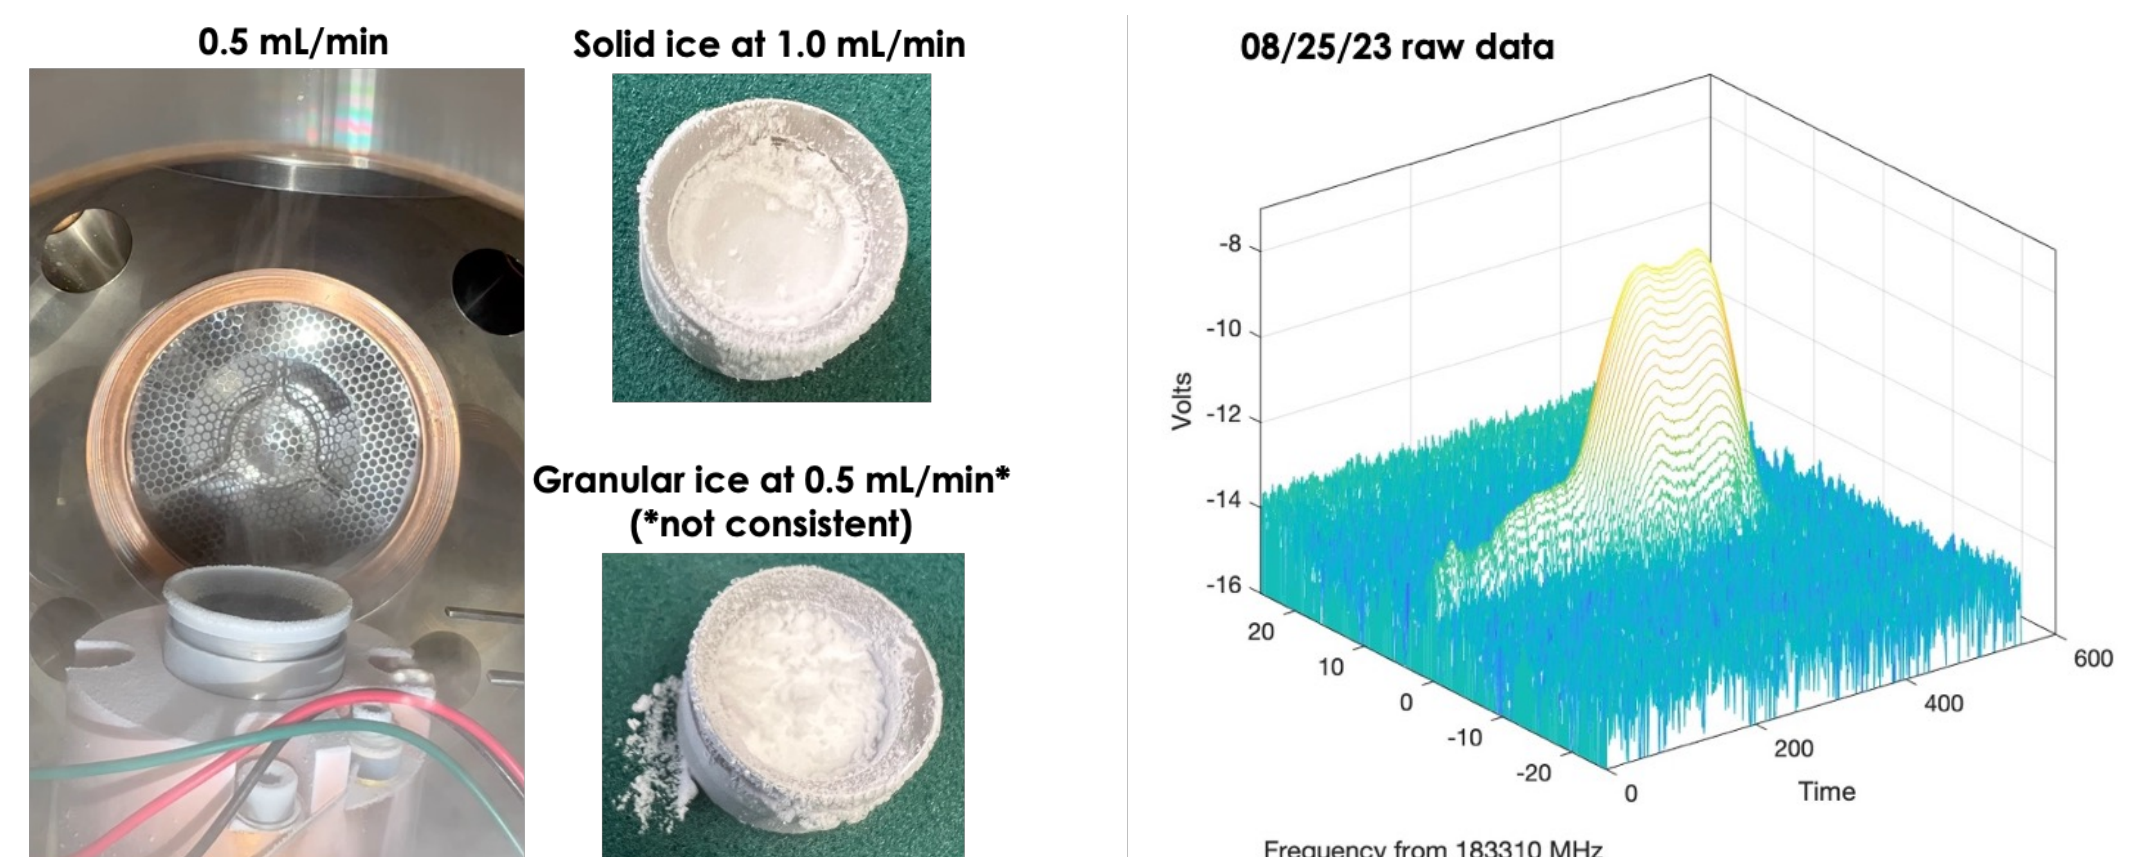 0.5 mL/min
Solid ice at 1.0 mL/min
Granular ice at 0.5 mL/min*
(*not consistent)
08/25/23 raw data
Volts
-8
-10
-12
-14
-16
20
10
0
-10
-20
0
200
400
600
Time
Frequency from 183310 MHz